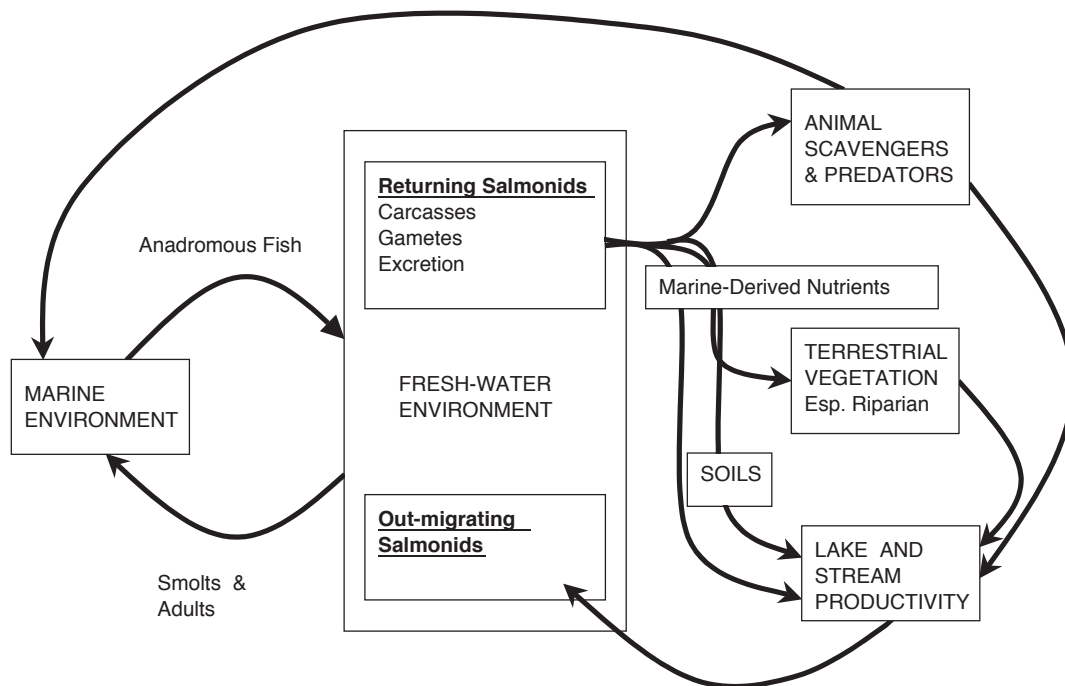 ANIMAL
SCAVENGERS
& PREDATORS
Returning Salmonids
Carcasses
Gametes
Excretion
Anadromous Fish
Marine-Derived Nutrients
TERRESTRIAL
VEGETATION
Esp. Riparian
MARINE
ENVIRONMENT
FRESH-WATER
ENVIRONMENT
SOILS
Out-migrating
Salmonids
LAKE AND
STREAM
PRODUCTIVITY
Smolts &
Adults